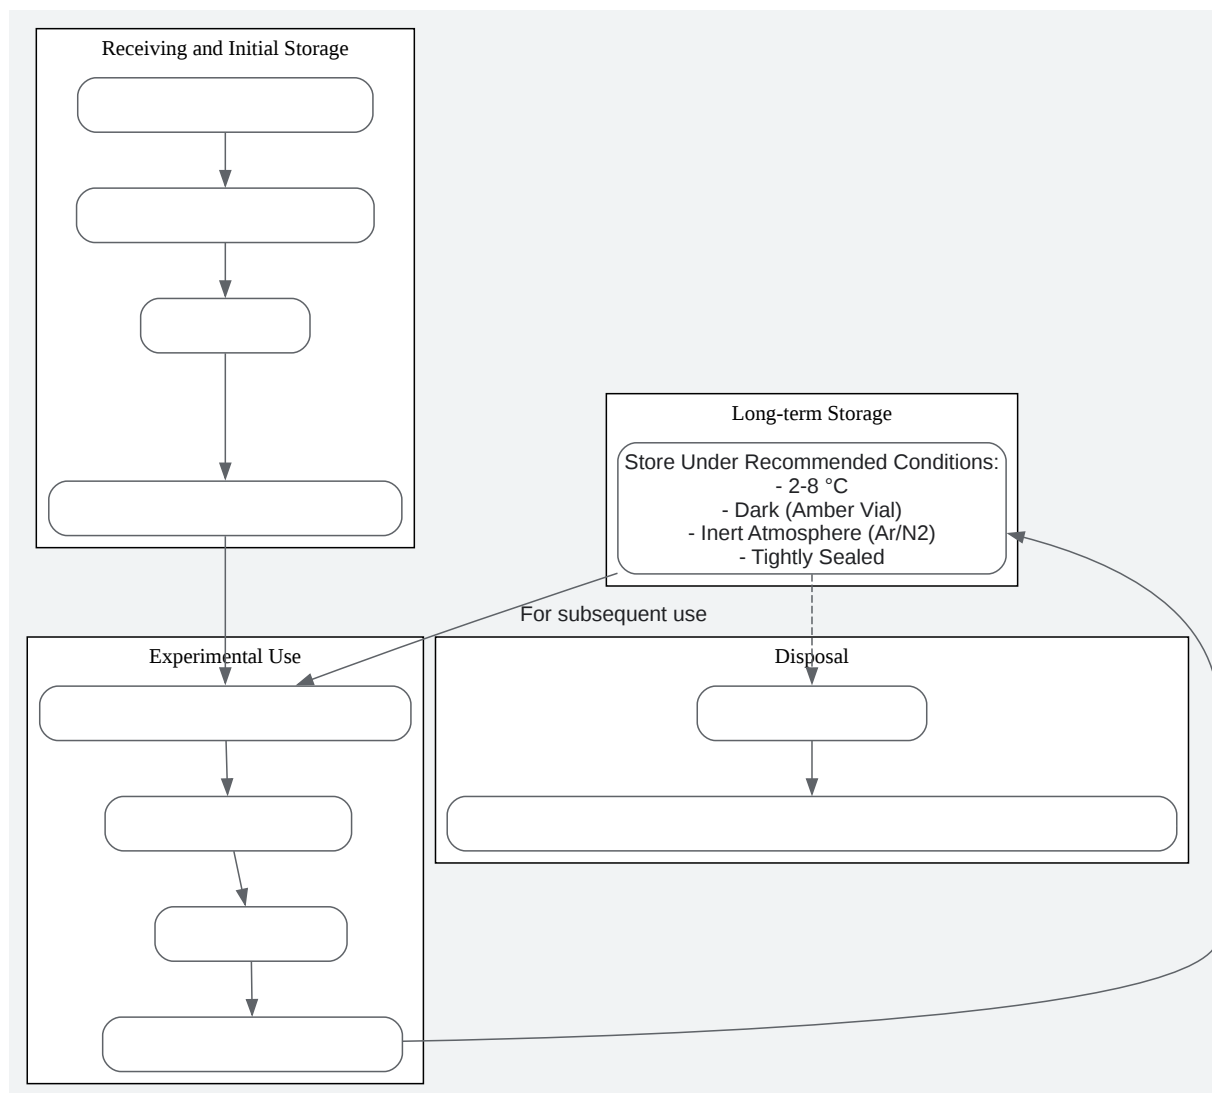 Receiving and Initial Storage
Long-term Storage
Store Under Recommended Conditions:
- 2-8 °C
- Dark (Amber Vial)
- Inert Atmosphere (Ar/N2)
- Tightly Sealed
For subsequent use
Experimental Use
Disposal